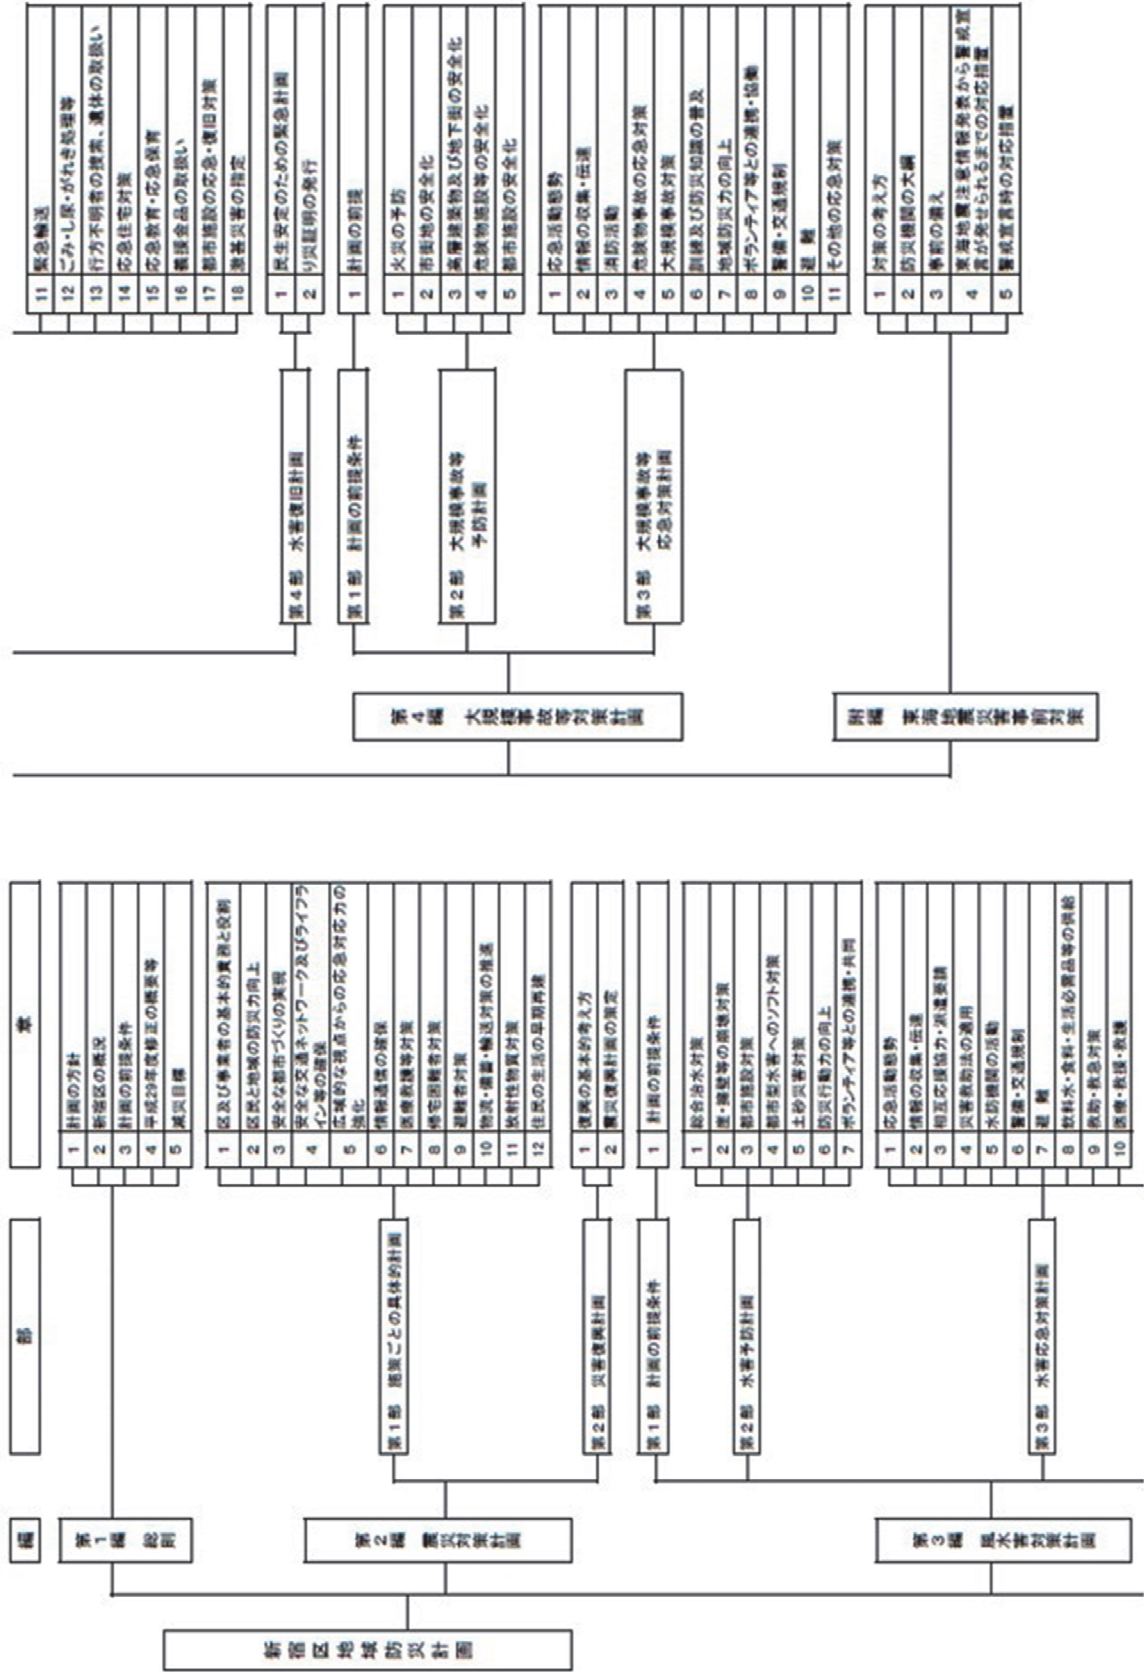 編
部
章
新宿区地域防災計画
第1編 総則
1 計画の方針
2 新宿区の概況
3 計画の前提条件
4 平成29年度修正の概要等
5 減災目標
第2編 震災対策計画
第1部 施策ごとの具体的計画
1 区及び事業者の基本的責務と役割
2 区民と地域の防災力向上
3 安全な都市づくりの実現
4 安全な交通ネットワーク及びライフラ
イン等の確保
5 広域的な視点からの応急対応力の
強化
6 情報通信の確保
7 医療救護等対策
8 帰宅困難者対策
9 避難者対策
10 物流・備蓄・輸送対策の推進
11 放射性物質対策
12 住民の生活の早期再建
第2部 災害復興計画
1 復興の基本的考え方
2 震災復興計画の策定
第3編 風水害対策計画
第1部 計画の前提条件
1 計画の前提条件
第2部 水害予防計画
1 総合治水対策
2 崖・擁壁等の崩壊対策
3 都市施設対策
4 都市型水害へのソフト対策
5 土砂災害対策
6 防災行動力の向上
7 ボランティア等との連携・共同
第3部 水害応急対策計画
1 応急活動態勢
2 情報の収集・伝達
3 相互応援協力・派遣要請
4 災害救助法の適用
5 水防機関の活動
6 警備・交通規制
7 避 難
8 飲料水・食料・生活必需品等の供給
9 救助・救急対策
10 医療・救援・救護
11 緊急輸送
12 ごみ・し尿・がれき処理等
13 行方不明者の捜索、遺体の取扱い
14 応急住宅対策
15 応急教育・応急保育
16 義援金品の取扱い
17 都市施設の応急・復旧対策
18 激甚災害の指定
第4部 水害復旧計画
1 民生安定のための緊急計画
2 り災証明の発行
第4編 大規模事故等対策計画
第1部 計画の前提条件
1 計画の前提
第2部 大規模事故等
予防計画
1 火災の予防
2 市街地の安全化
3 高層建築物及び地下街の安全化
4 危険物施設等の安全化
5 都市施設の安全化
第3部 大規模事故等
応急対策計画
1 応急活動態勢
2 情報の収集・伝達
3 消防活動
4 危険物事故の応急対策
5 大規模事故対策
6 訓練及び防災知識の普及
7 地域防災力の向上
8 ボランティア等との連携・協働
9 警備・交通規制
10 避 難
11 その他の応急対策
附編 東海地震災害事前対策
1 対策の考え方
2 防災機関の大綱
3 事前の備え
4 東海地震注意情報発表から警戒宣
言が発せられるまでの対応措置
5 警戒宣言時の対応措置